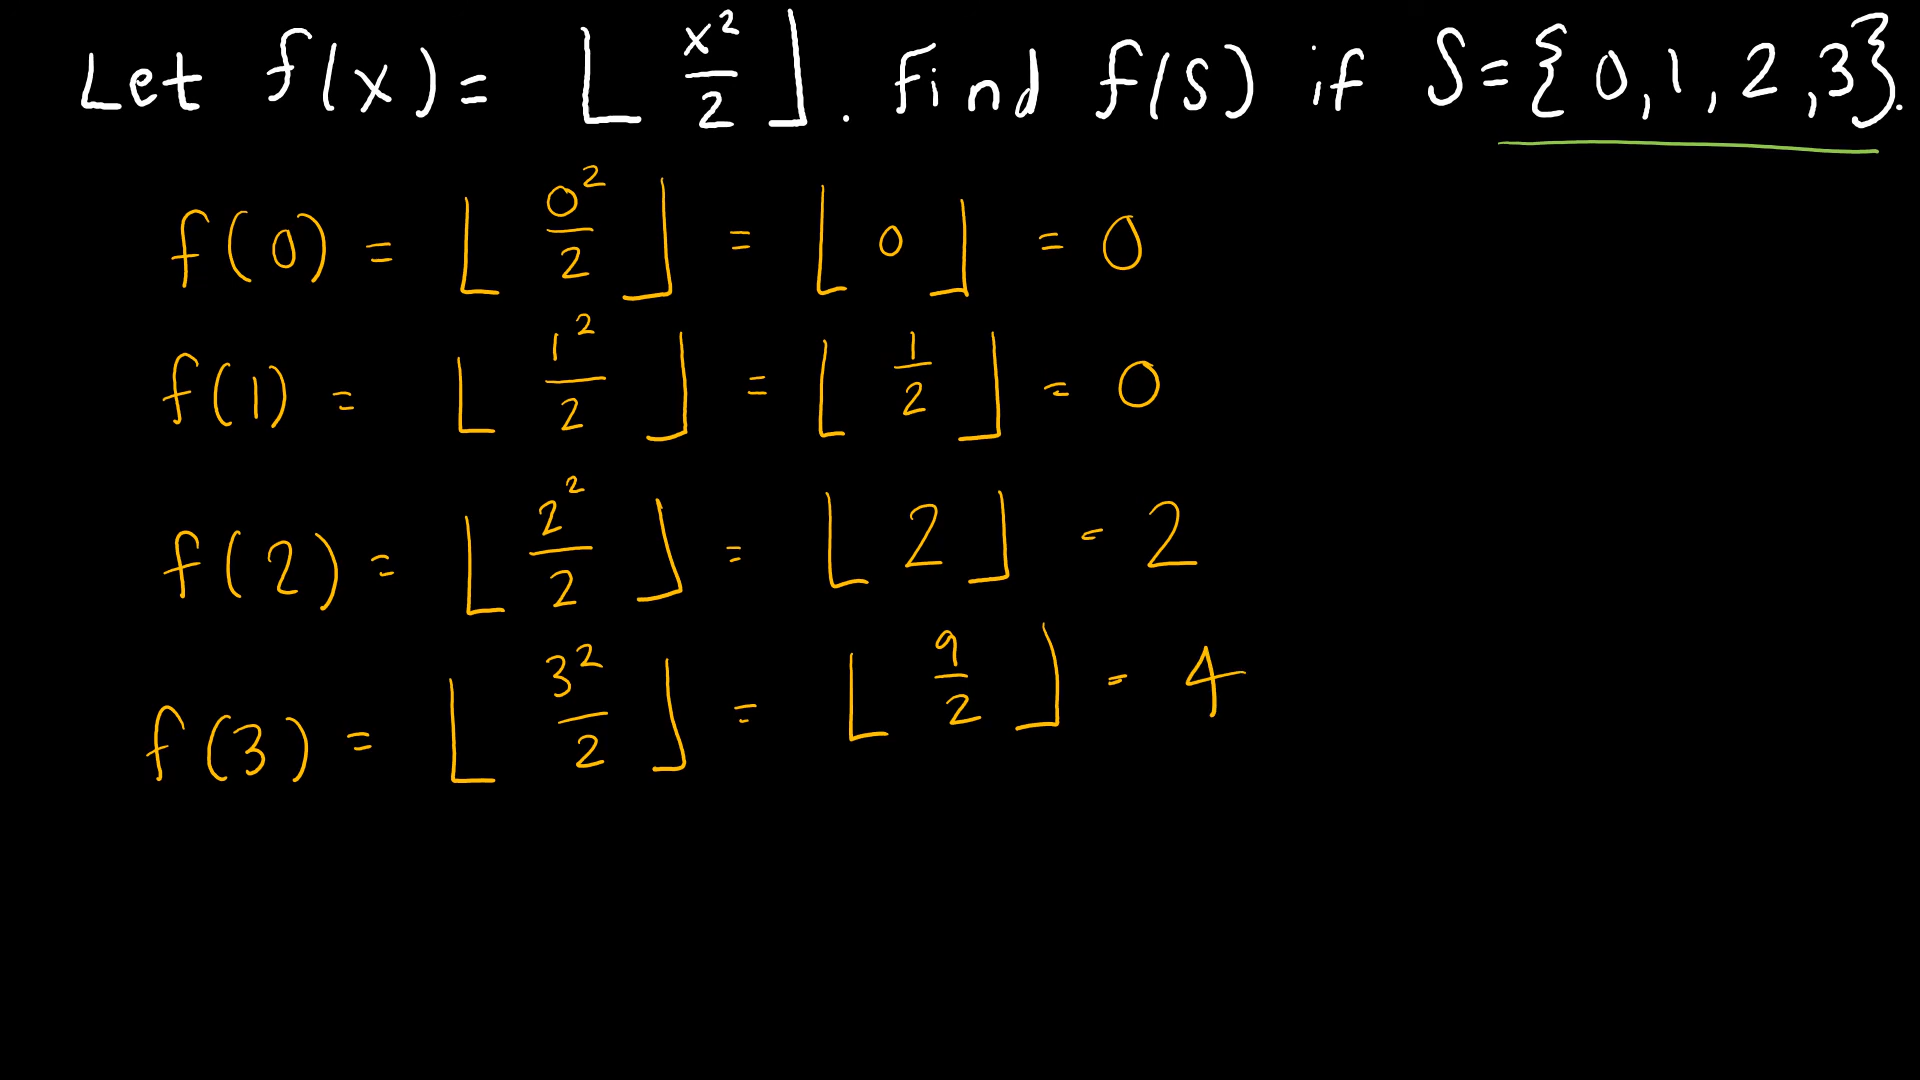 Let f(x) = ⌊ x²/2 ⌋. Find f(S) if S = { 0, 1, 2, 3}.
f(0) = ⌊ 0²/2 ⌋ = ⌊ 0 ⌋ = 0
f(1) = ⌊ 1²/2 ⌋ = ⌊ 1/2 ⌋ = 0
f(2) = ⌊ 2²/2 ⌋ = ⌊ 2 ⌋ = 2
f(3) = ⌊ 3²/2 ⌋ = ⌊ 9/2 ⌋ = 4